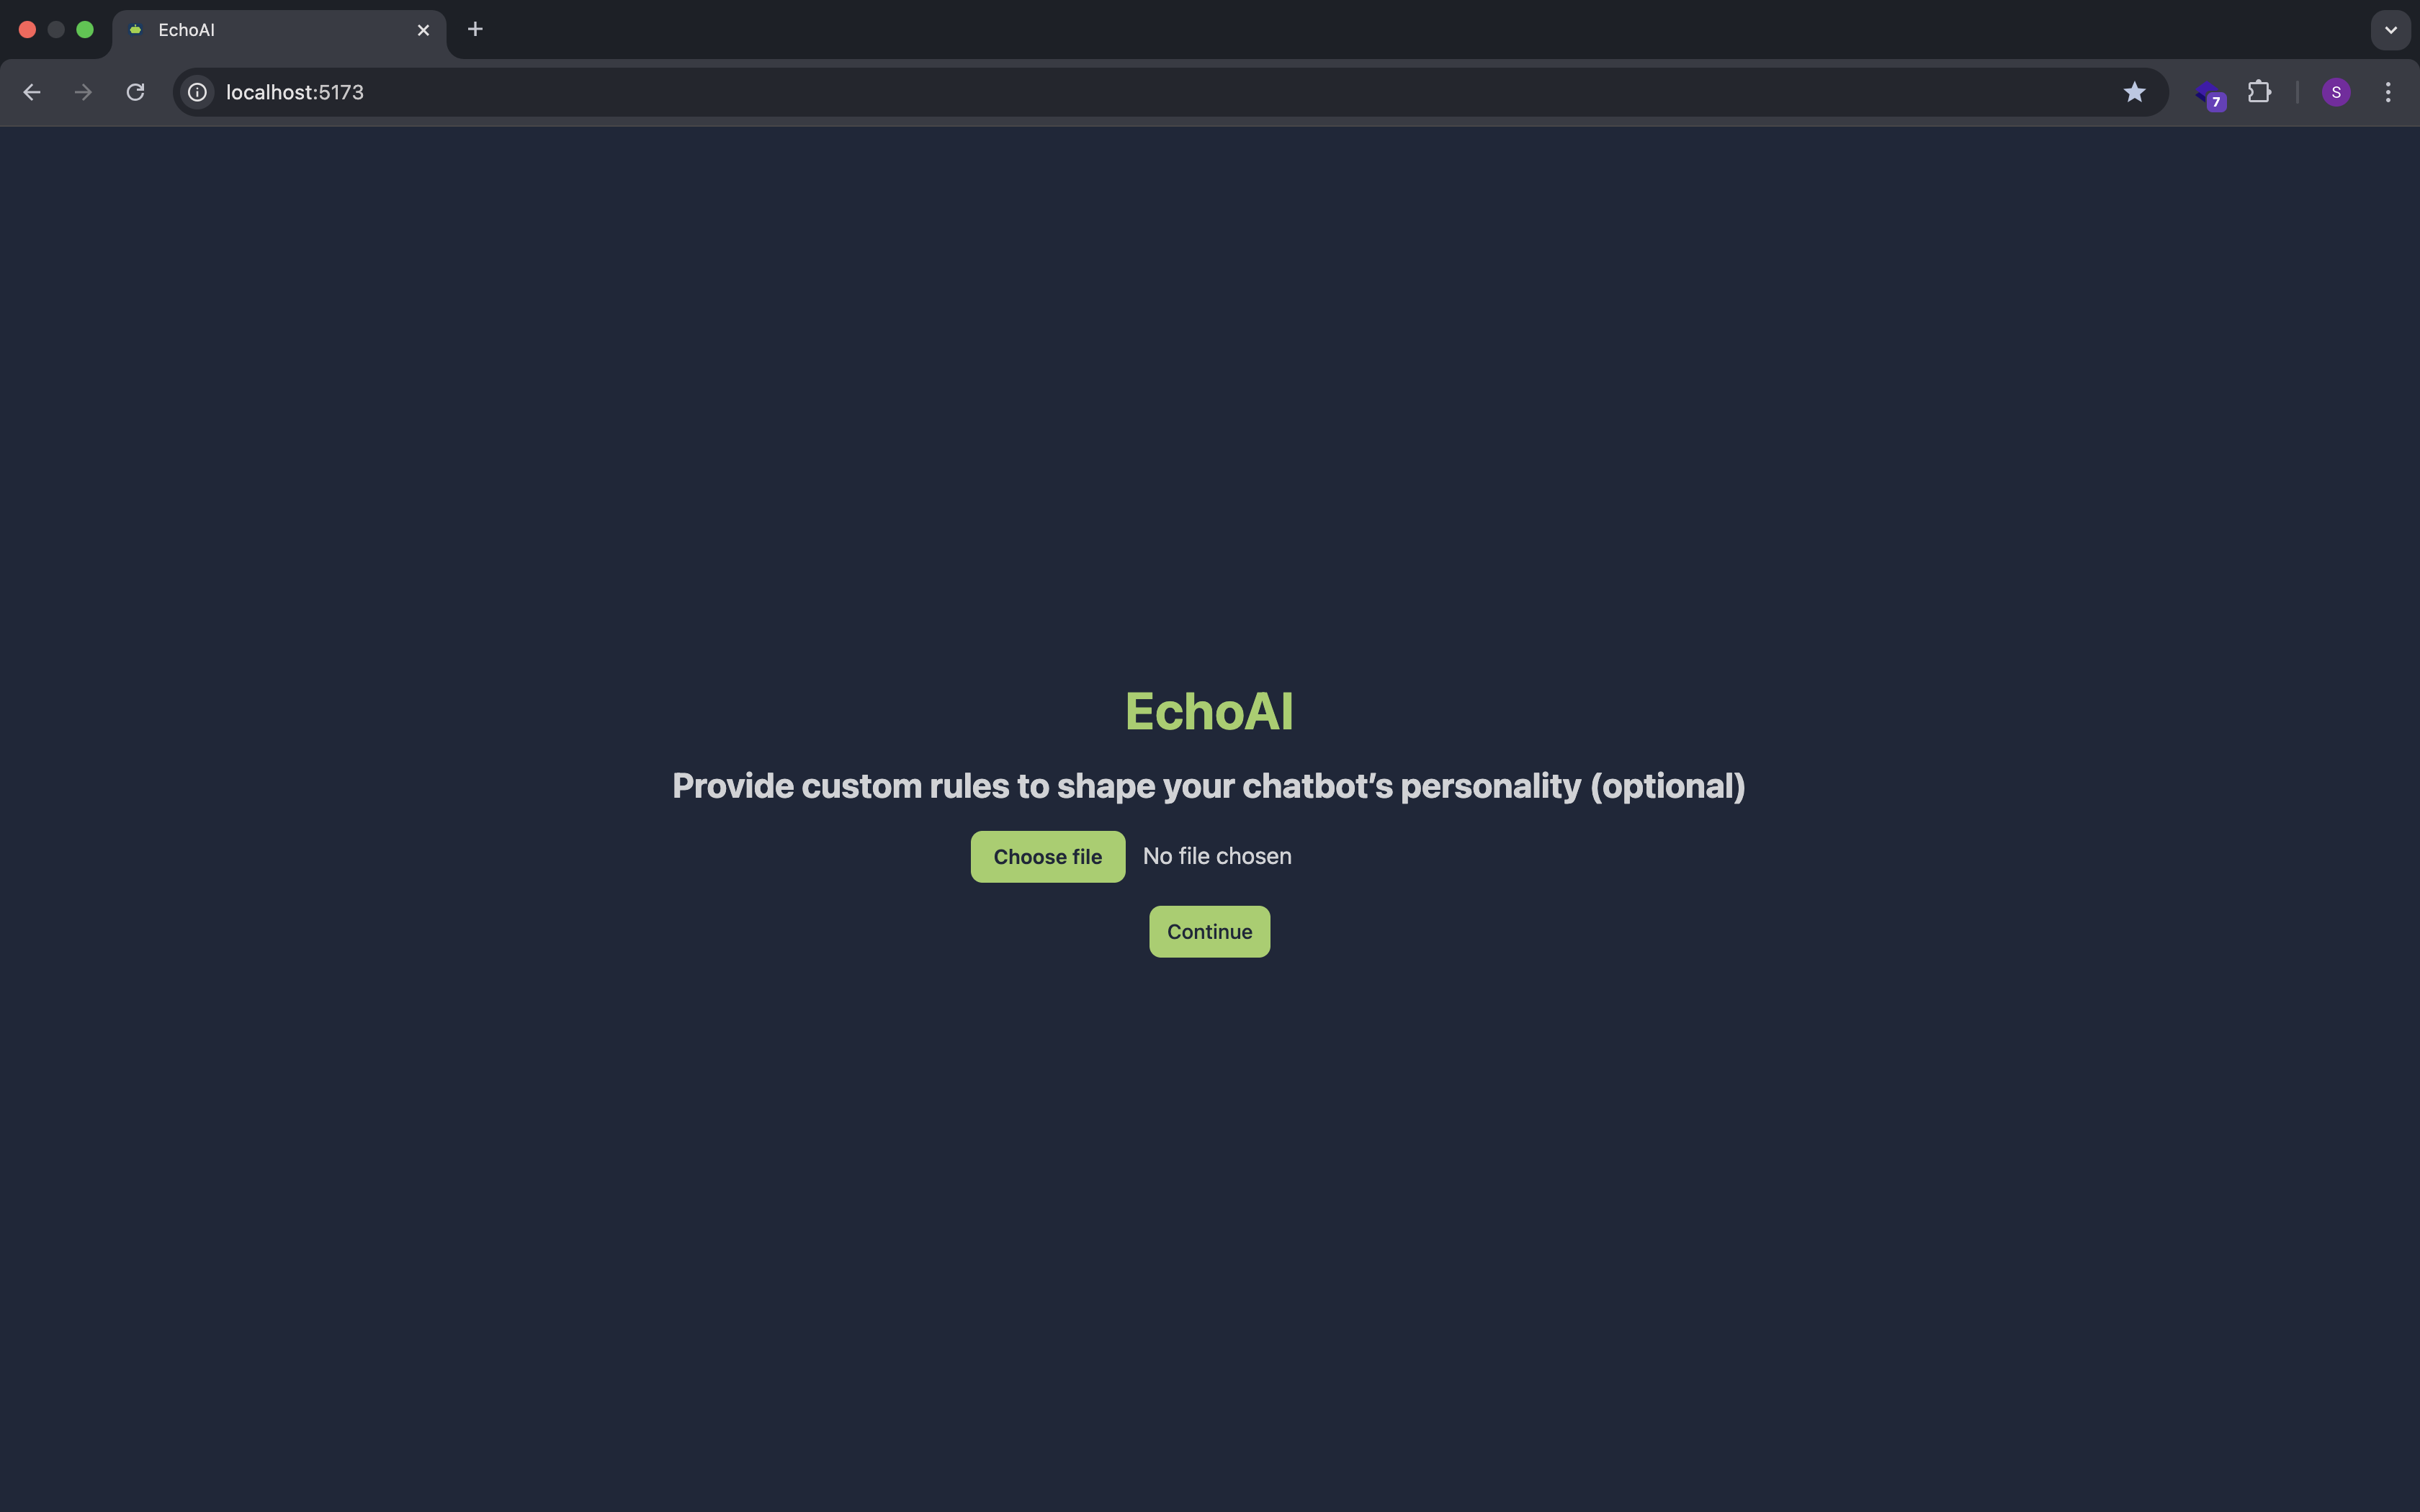 EchoAI
localhost:5173
7
S
EchoAI
Provide custom rules to shape your chatbot’s personality (optional)
Choose file No file chosen
Continue